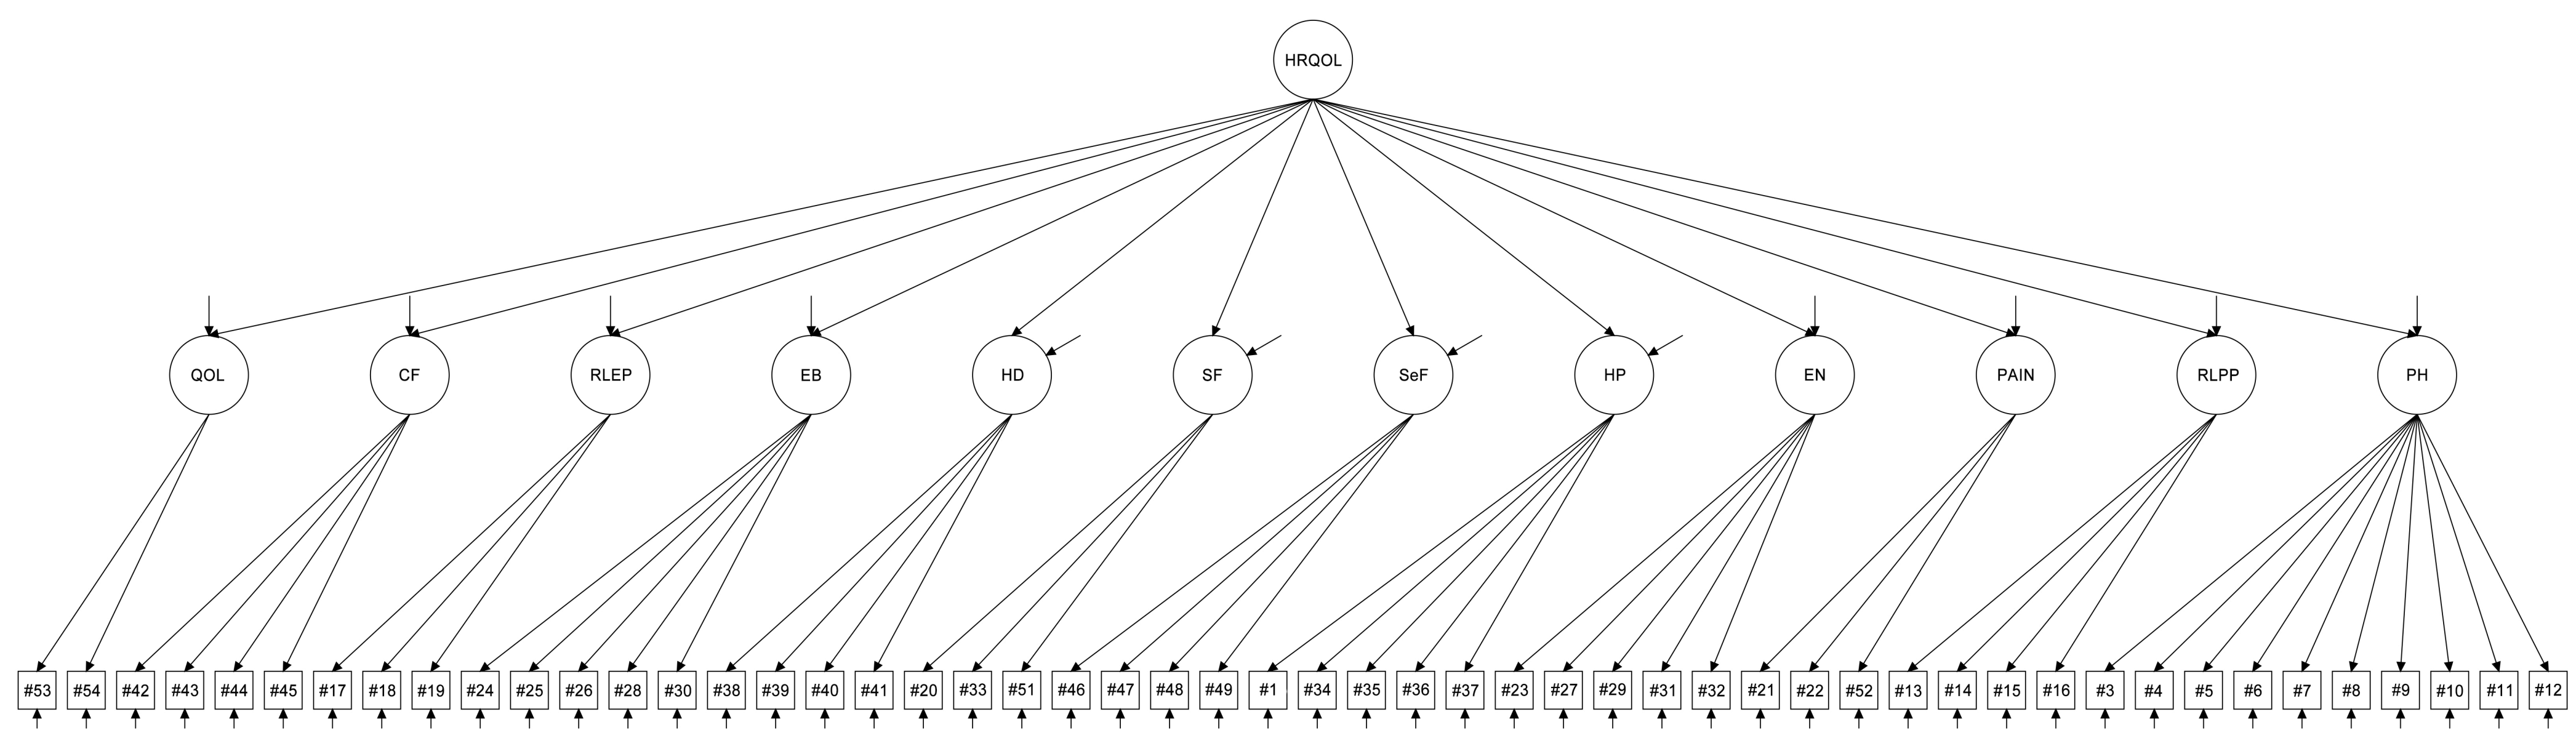 HRQOL
QOL CF RLEP EB HD SF SeF HP EN PAIN RLPP PH
#53 #54 #42 #43 #44 #45 #17 #18 #19 #24 #25 #26 #28 #30 #38 #39 #40 #41 #20 #33 #51 #46 #47 #48 #49 #1 #34 #35 #36 #37 #23 #27 #29 #31 #32 #21 #22 #52 #13 #14 #15 #16 #3 #4 #5 #6 #7 #8 #9 #10 #11 #12